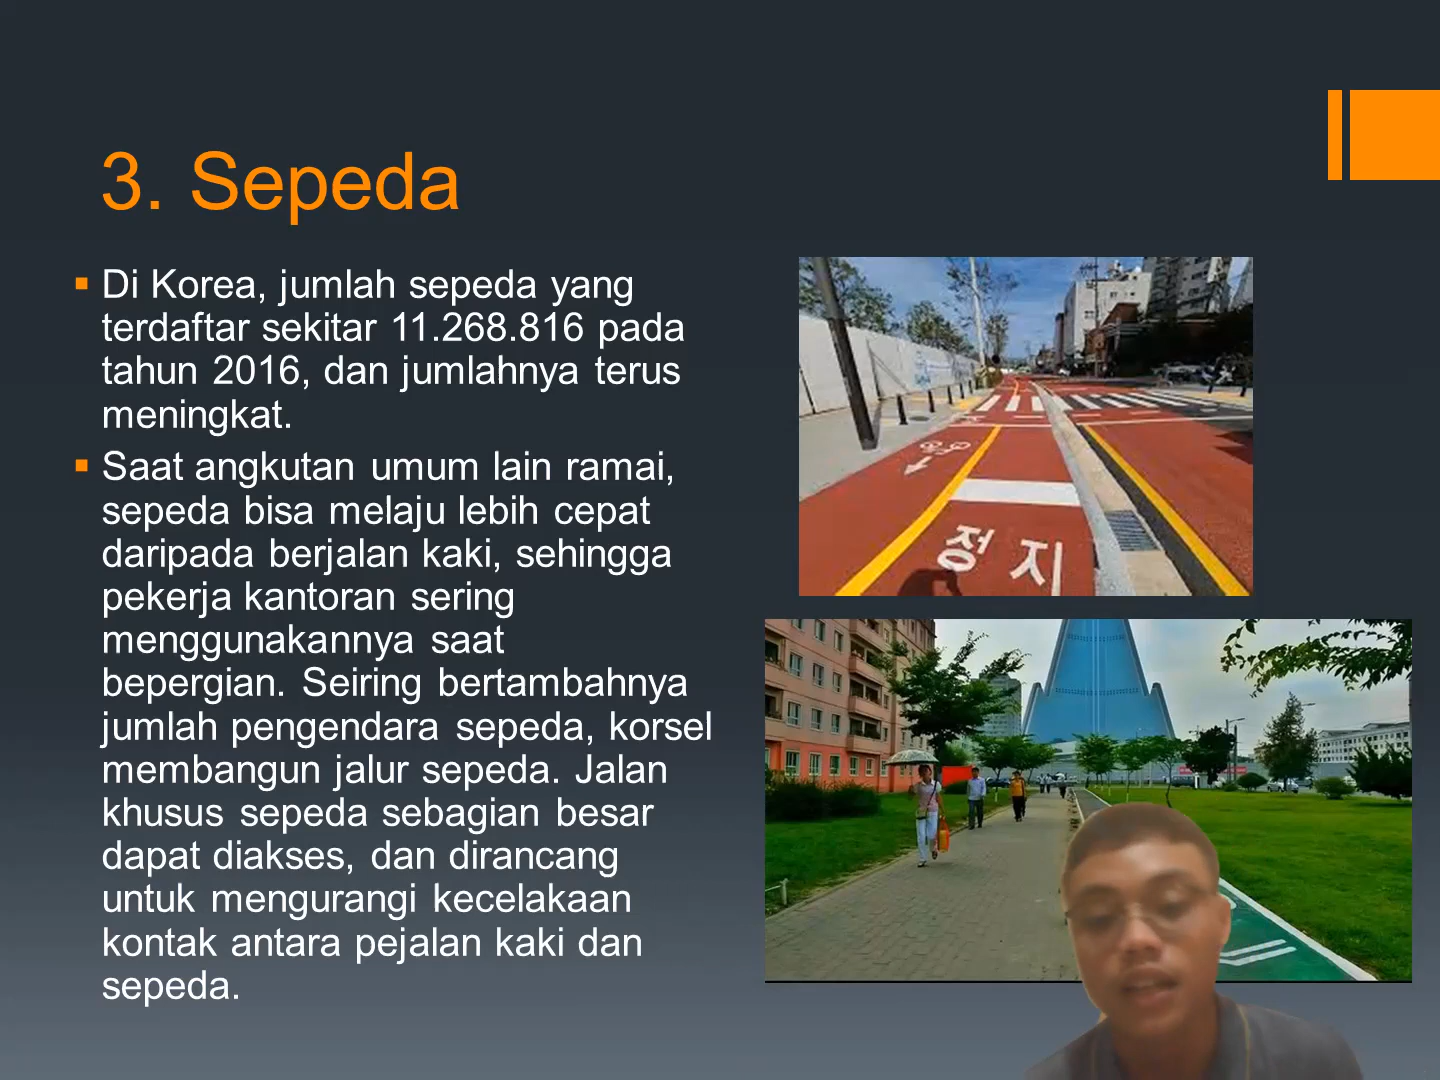 3. Sepeda
Di Korea, jumlah sepeda yang
terdaftar sekitar 11.268.816 pada
tahun 2016, dan jumlahnya terus
meningkat.
Saat angkutan umum lain ramai,
sepeda bisa melaju lebih cepat
daripada berjalan kaki, sehingga
pekerja kantoran sering
menggunakannya saat
bepergian. Seiring bertambahnya
jumlah pengendara sepeda, korsel
membangun jalur sepeda. Jalan
khusus sepeda sebagian besar
dapat diakses, dan dirancang
untuk mengurangi kecelakaan
kontak antara pejalan kaki dan
sepeda.
정지